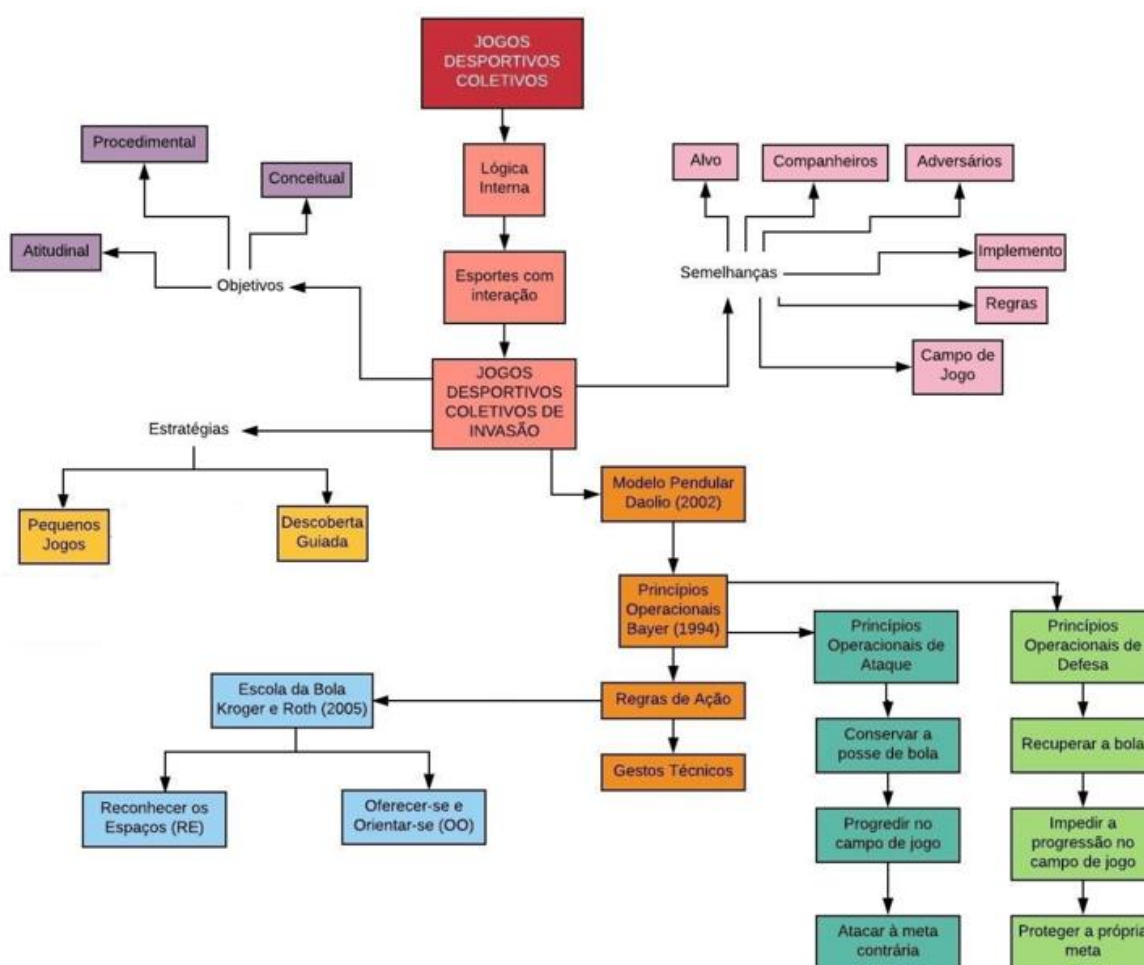 JOGOS
DESPORTIVOS
COLETIVOS
Procedimental
Conceitual
Atitudinal
Objetivos
Lógica
Interna
Esportes com
interação
Alvo
Companheiros
Adversários
Semelhanças
Implemento
Regras
Campo de
Jogo
JOGOS
DESPORTIVOS
COLETIVOS DE
INVASÃO
Estratégias
Pequenos
Jogos
Descoberta
Guiada
Modelo Pendular
Daolio (2002)
Princípios
Operacionais
Bayer (1994)
Princípios
Operacionais de
Ataque
Princípios
Operacionais de
Defesa
Escola da Bola
Kroger e Roth (2005)
Regras de Ação
Conservar a
posse de bola
Recuperar a bola
Gestos Técnicos
Reconhecer os
Espaços (RE)
Oferecer-se e
Orientar-se (OO)
Progredir no
campo de jogo
Impedir a
progressão no
campo de jogo
Atacar à meta
contrária
Proteger a própria
meta